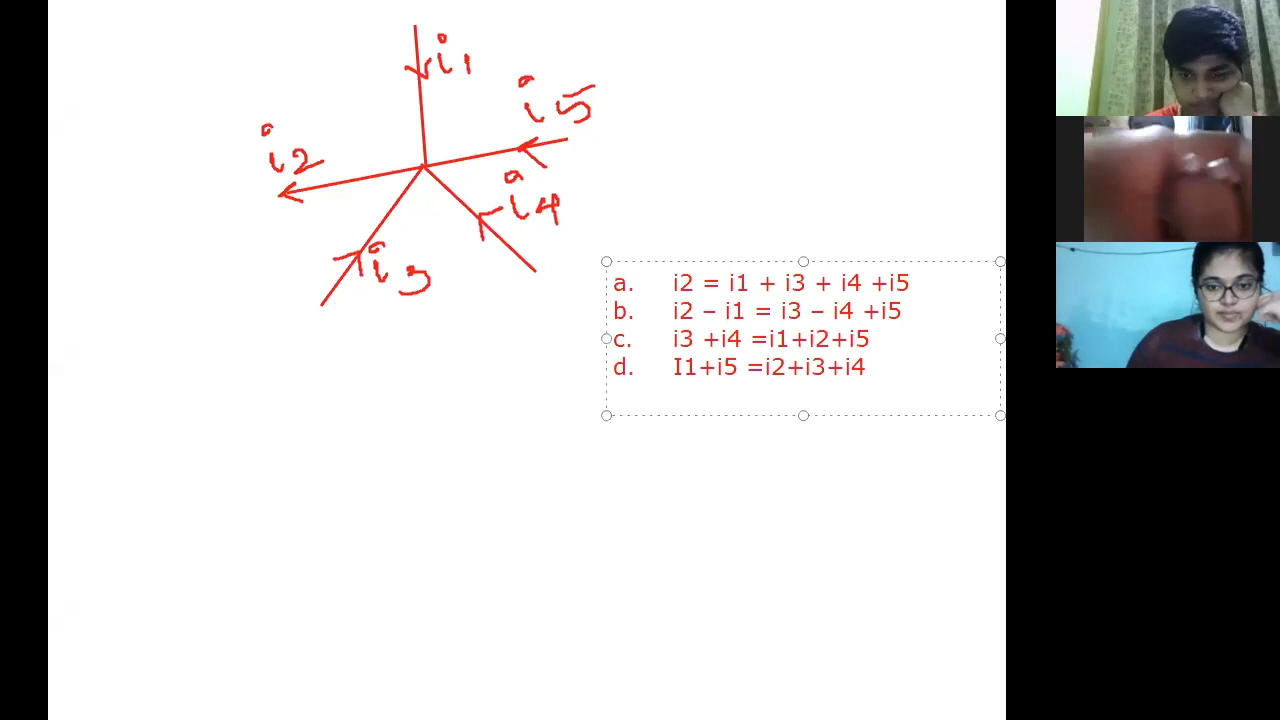 i1
i5
i2
i4
i3
a. i2 = i1 + i3 + i4 +i5
b. i2 – i1 = i3 – i4 +i5
c. i3 +i4 =i1+i2+i5
d. I1+i5 =i2+i3+i4